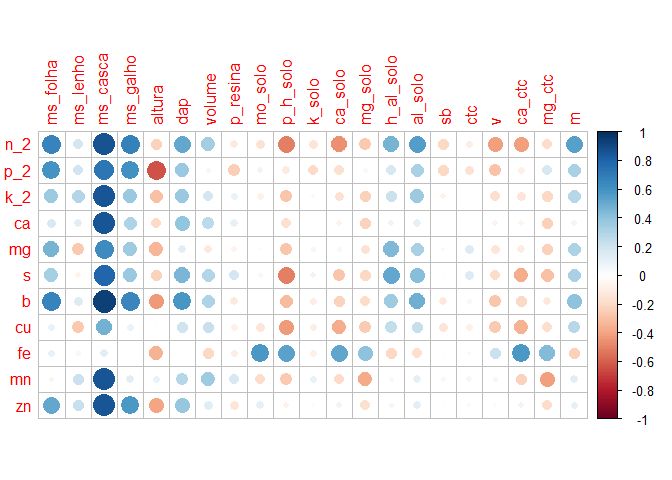 ms_folha
ms_lenho
ms_casca
ms_galho
altura
dap
volume
p_resina
mo_solo
p_h_solo
k_solo
ca_solo
mg_solo
h_al_solo
al_solo
sb
ctc
v
ca_ctc
mg_ctc
m
n_2
p_2
k_2
ca
mg
s
b
cu
fe
mn
zn
1
0.8
0.6
0.4
0.2
0
-0.2
-0.4
-0.6
-0.8
-1